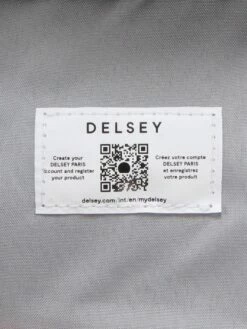 DELSEY
Create your
DELSEY PARIS
account and register
your product
Créez votre compte
DELSEY PARIS
et enregistrez
votre produit
delsey.com/int/en/mydelsey